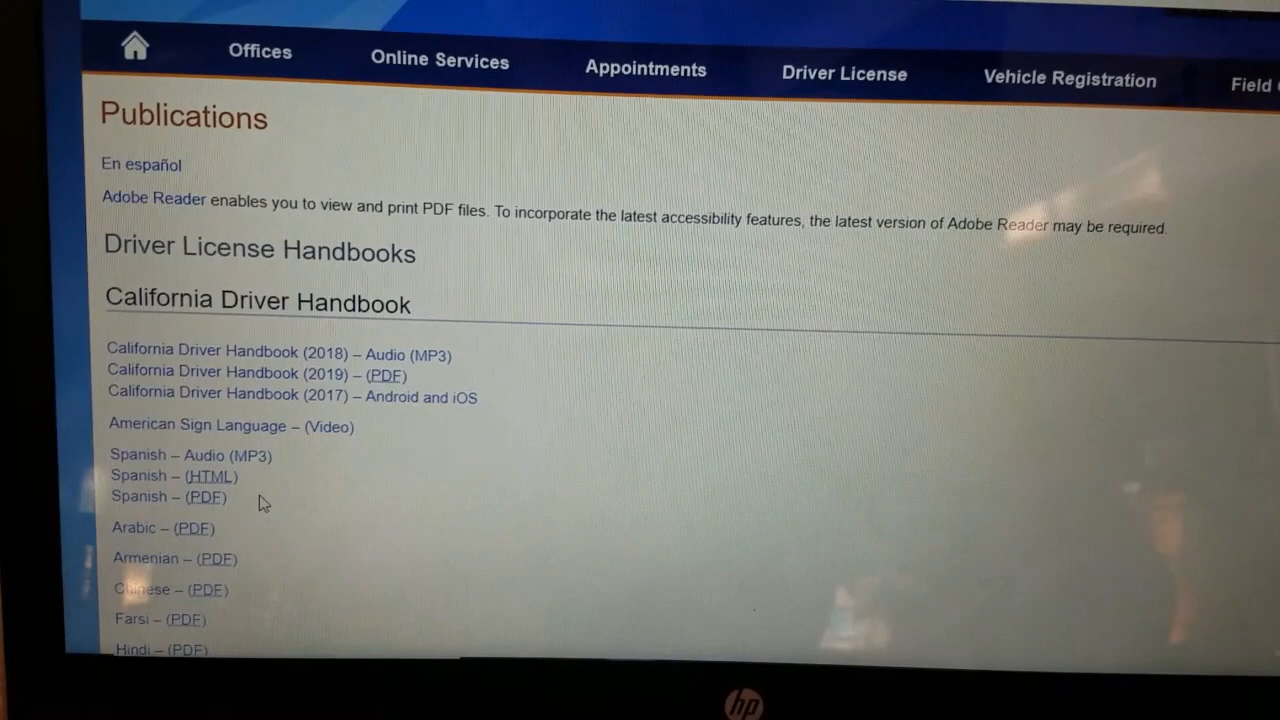 Offices
Online Services
Appointments
Driver License
Vehicle Registration
Field
Publications
En español
Adobe Reader enables you to view and print PDF files. To incorporate the latest accessibility features, the latest version of Adobe Reader may be required.
Driver License Handbooks
California Driver Handbook
California Driver Handbook (2018) – Audio (MP3)
California Driver Handbook (2019) – (PDF)
California Driver Handbook (2017) – Android and iOS
American Sign Language – (Video)
Spanish – Audio (MP3)
Spanish – (HTML)
Spanish – (PDF)
Arabic – (PDF)
Armenian – (PDF)
Chinese – (PDF)
Farsi – (PDF)
Hindi – (PDF)
hp